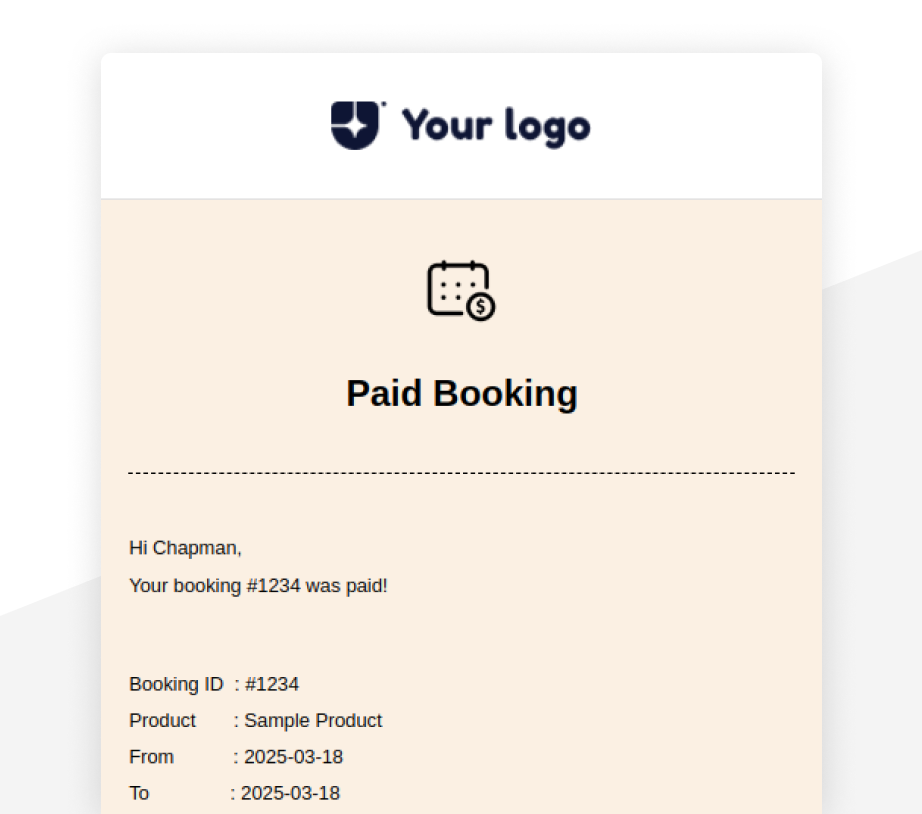 Your logo
$
Paid Booking
Hi Chapman,
Your booking #1234 was paid!
Booking ID : #1234
Product : Sample Product
From : 2025-03-18
To : 2025-03-18